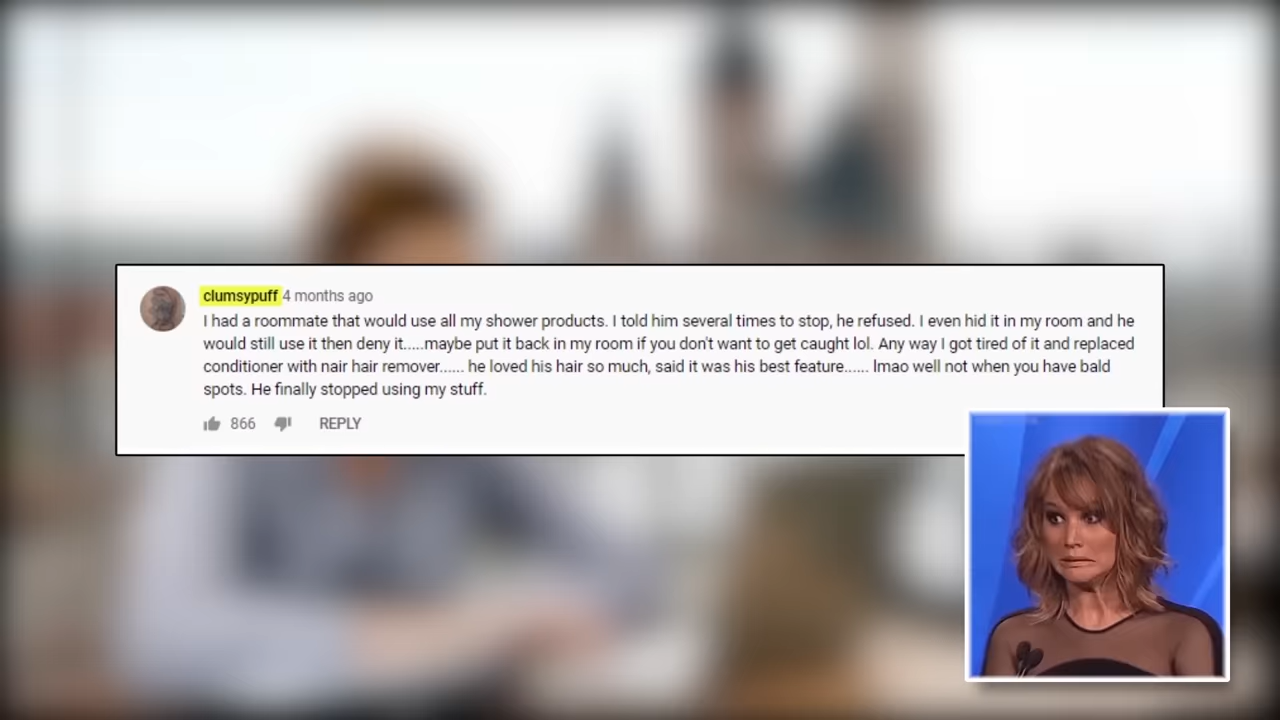 clumsypuff 4 months ago
I had a roommate that would use all my shower products. I told him several times to stop, he refused. I even hid it in my room and he
would still use it then deny it.....maybe put it back in my room if you don't want to get caught lol. Any way I got tired of it and replaced
conditioner with nair hair remover...... he loved his hair so much, said it was his best feature...... lmao well not when you have bald
spots. He finally stopped using my stuff.
866 REPLY